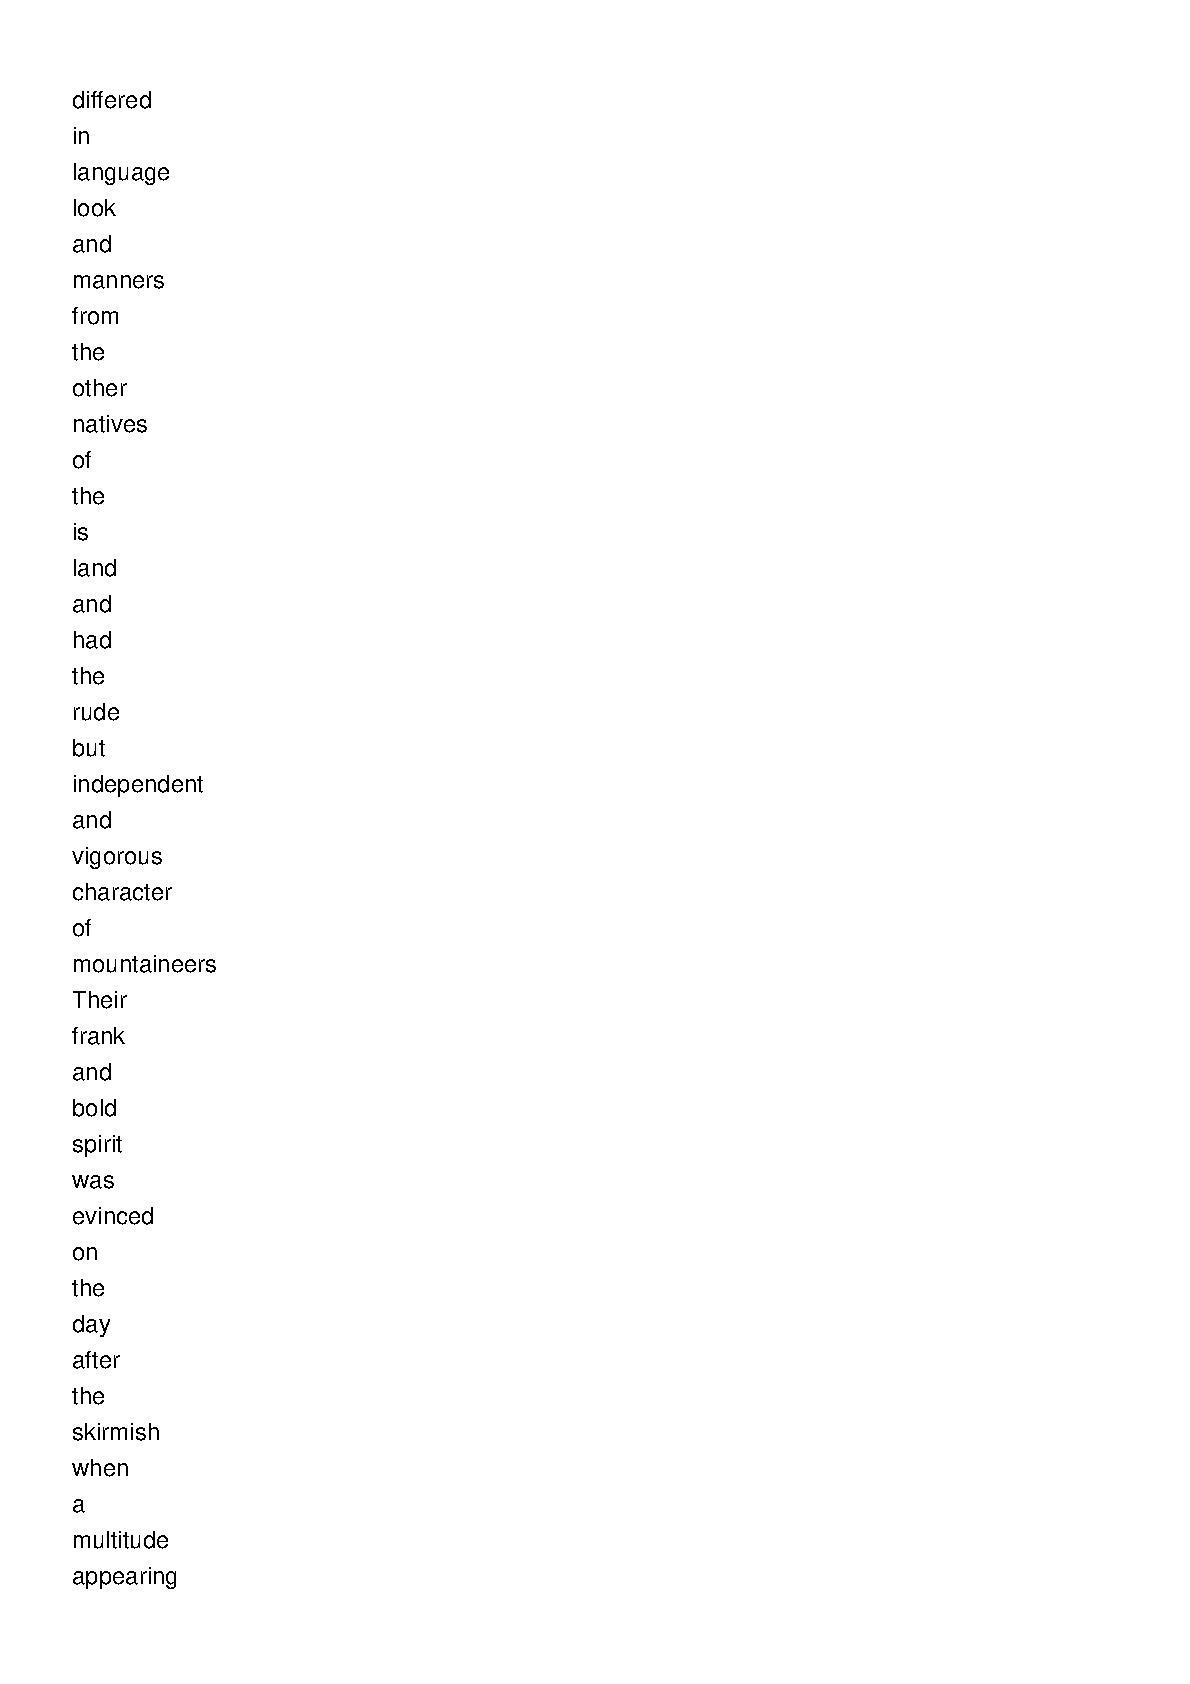 differed
in
language
look
and
manners
from
the
other
natives
of
the
is
land
and
had
the
rude
but
independent
and
vigorous
character
of
mountaineers
Their
frank
and
bold
spirit
was
evinced
on
the
day
after
the
skirmish
when
a
multitude
appearing